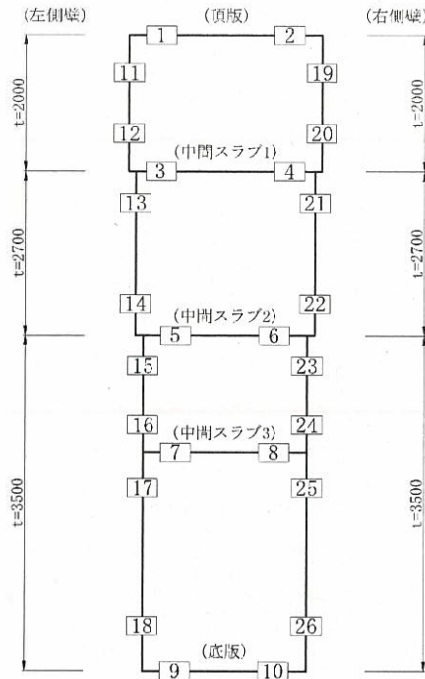 (左側壁) (頂版) (右側壁)
1 2
11 19
t=2000 t=2000
12 20
(中間スラブ1)
3 4
13 21
t=2700 t=2700
14 22
(中間スラブ2)
5 6
15 23
16 24
(中間スラブ3)
7 8
17 25
t=3500 t=3500
18 26
(底版)
9 10